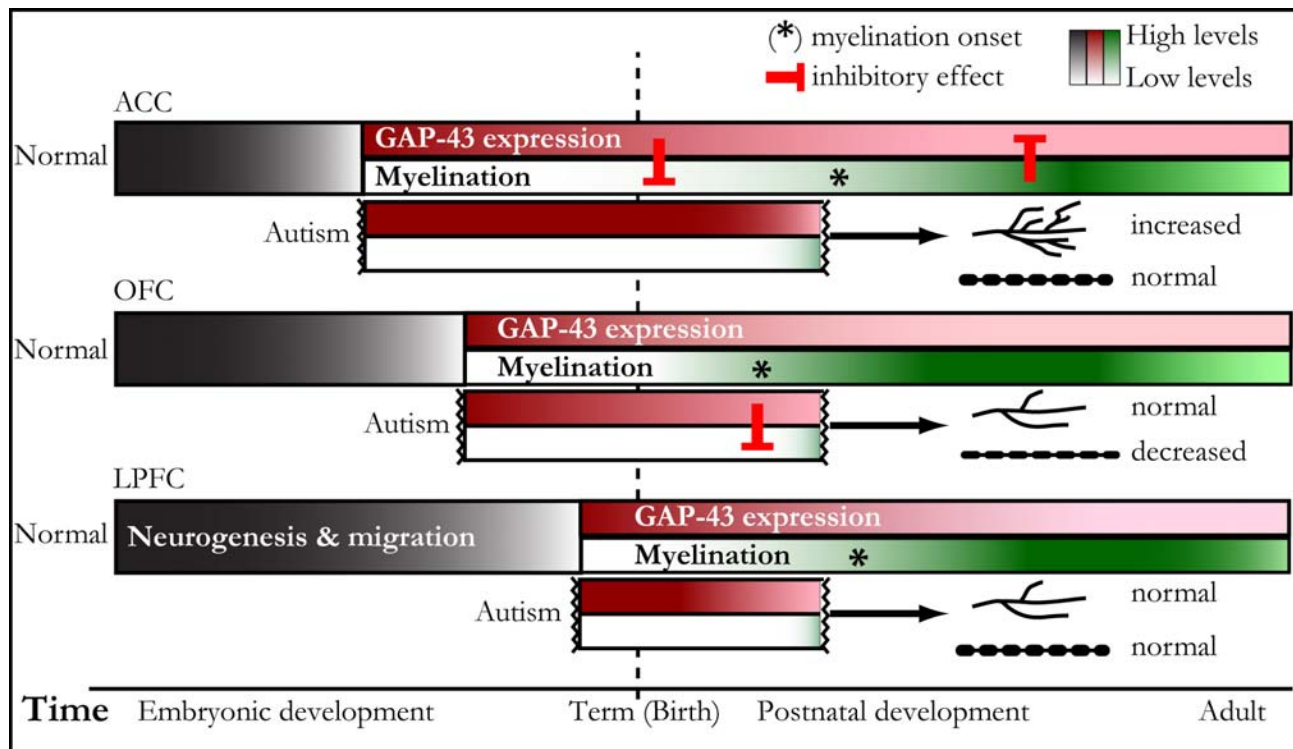 (*) myelination onset
High levels
inhibitory effect
Low levels
ACC
Normal
GAP-43 expression
Myelination
*
Autism
increased
normal
OFC
Normal
GAP-43 expression
Myelination
*
Autism
normal
decreased
LPFC
Normal
Neurogenesis & migration
GAP-43 expression
Myelination
*
Autism
normal
normal
Time
Embryonic development
Term (Birth)
Postnatal development
Adult